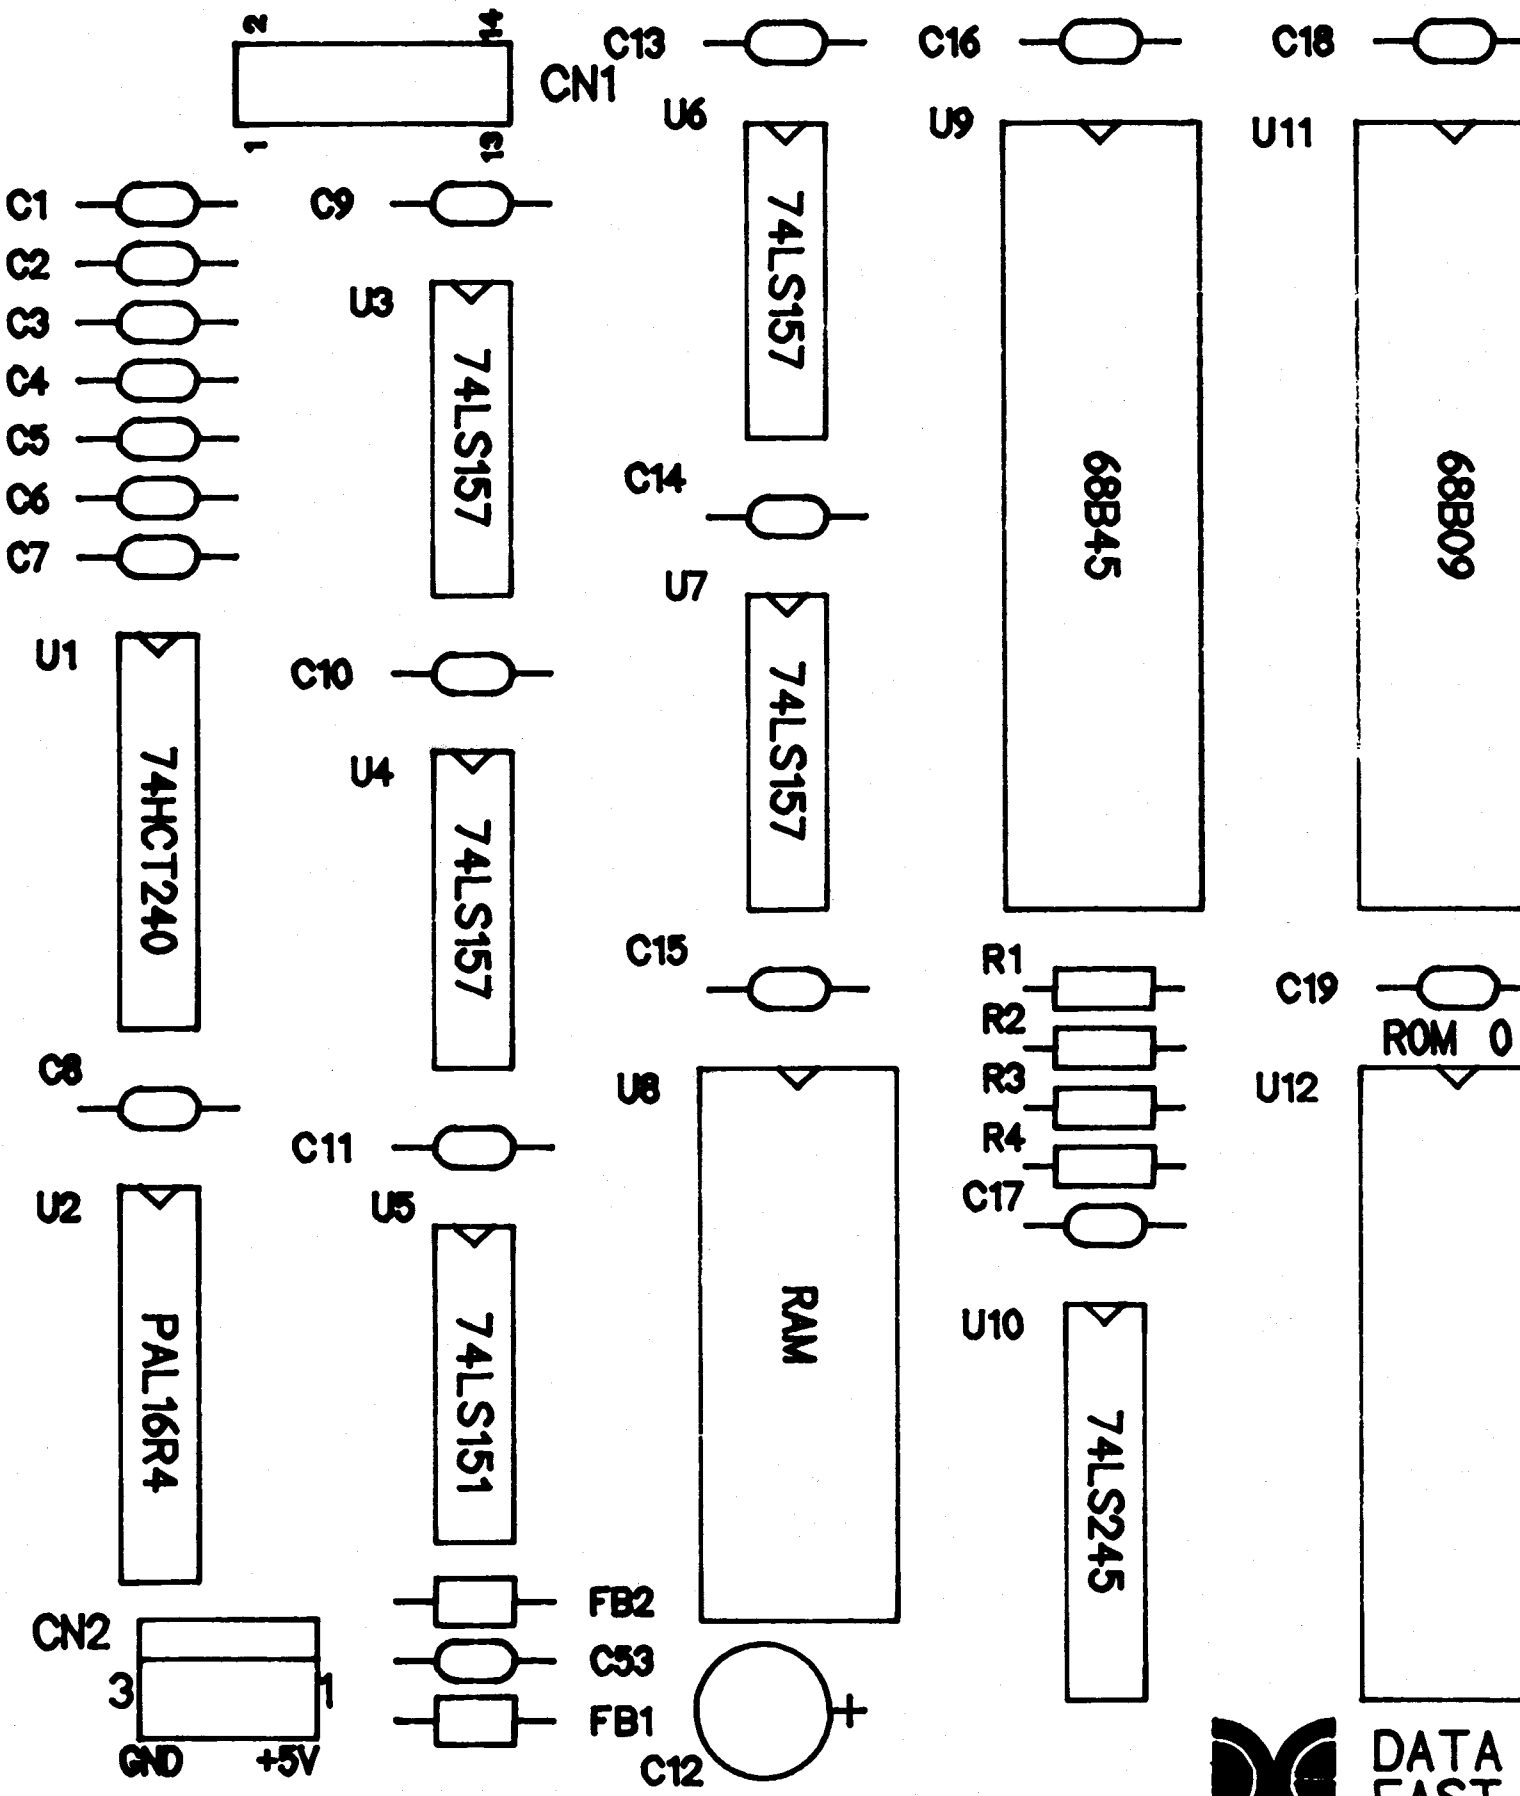 2
14
CN1
1
13
C13
C16
C18
U6
U9
U11
C1
C2
C3
C4
C5
C6
C7
C9
U3
74LS157
74LS157
68B45
68B09
C14
U7
74LS157
U1
74HCT240
C10
U4
74LS157
C15
R1
R2
R3
R4
C17
C19
ROM 0
U12
C8
U2
PAL16R4
C11
U5
74LS151
U8
RAM
U10
74LS245
CN2
3
1
GND
+5V
FB2
C53
FB1
C12
+
DATA
EAST